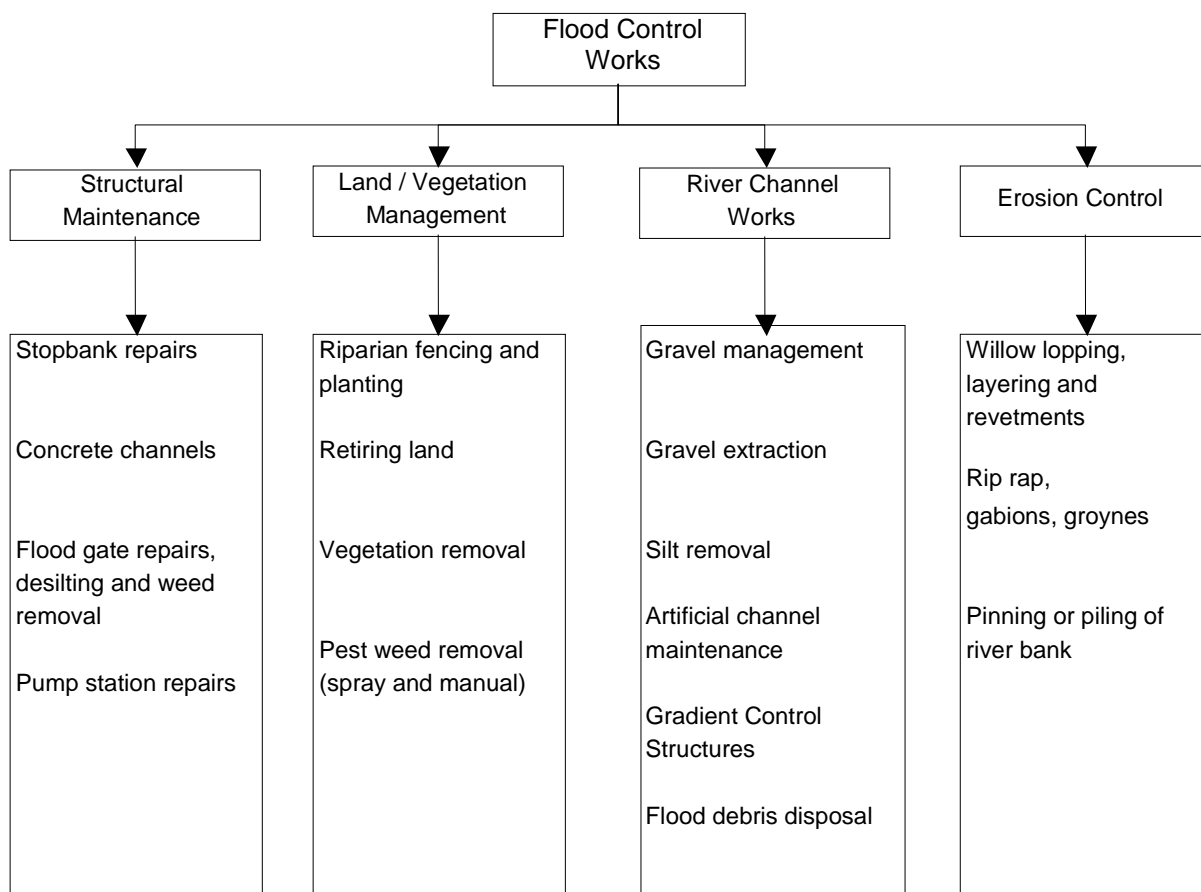 Flood Control
Works
Structural
Maintenance
Land / Vegetation
Management
River Channel
Works
Erosion Control
Stopbank repairs
Concrete channels
Flood gate repairs,
desilting and weed
removal
Pump station repairs
Riparian fencing and
planting
Retiring land
Vegetation removal
Pest weed removal
(spray and manual)
Gravel management
Gravel extraction
Silt removal
Artificial channel
maintenance
Gradient Control
Structures
Flood debris disposal
Willow lopping,
layering and
revetments
Rip rap,
gabions, groynes
Pinning or piling of
river bank